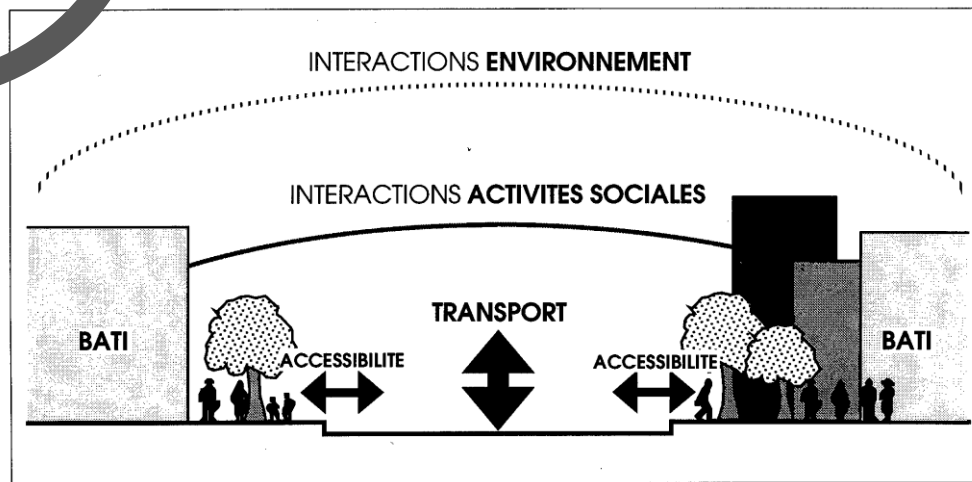 INTERACTIONS ENVIRONNEMENT
INTERACTIONS ACTIVITES SOCIALES
TRANSPORT
BATI
BATI
ACCESSIBILITE
ACCESSIBILITE